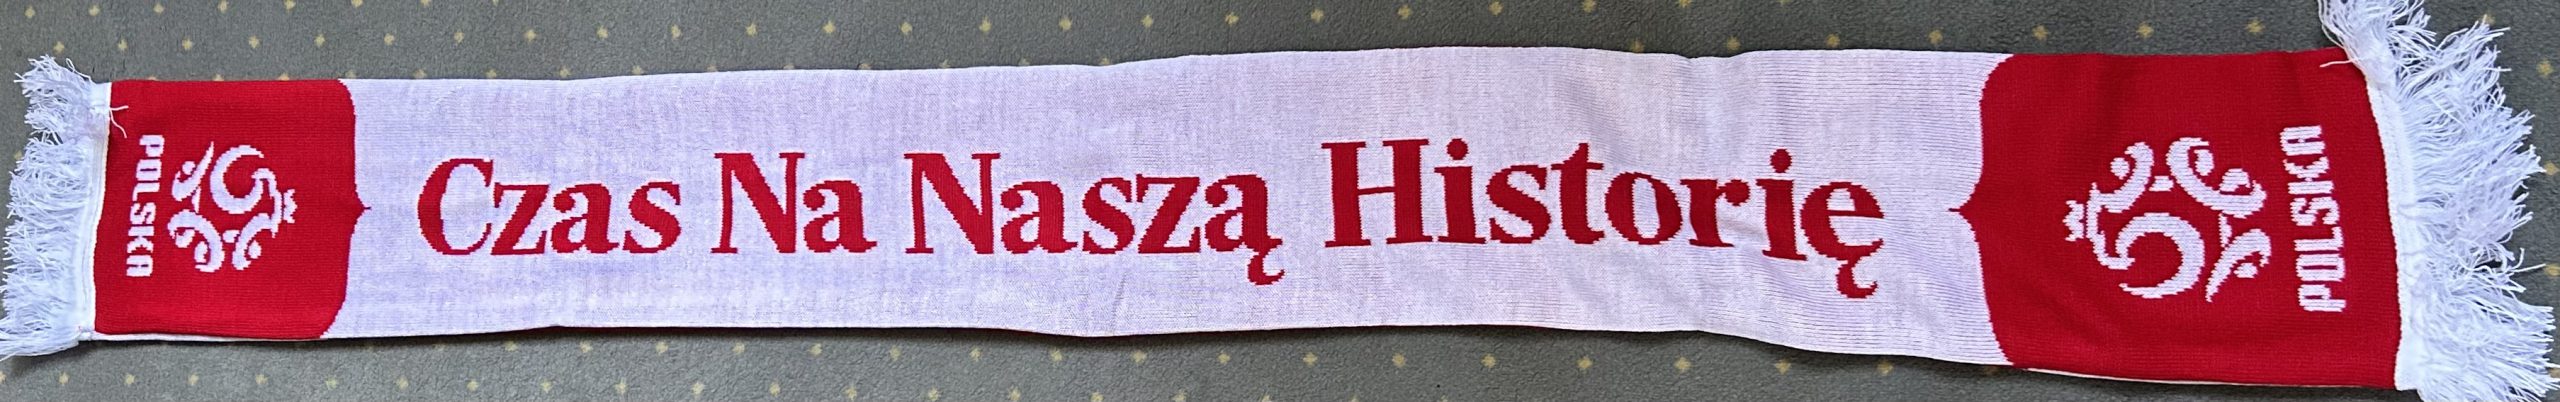 POLSKA
Czas Na Naszą Historię
POLSKA